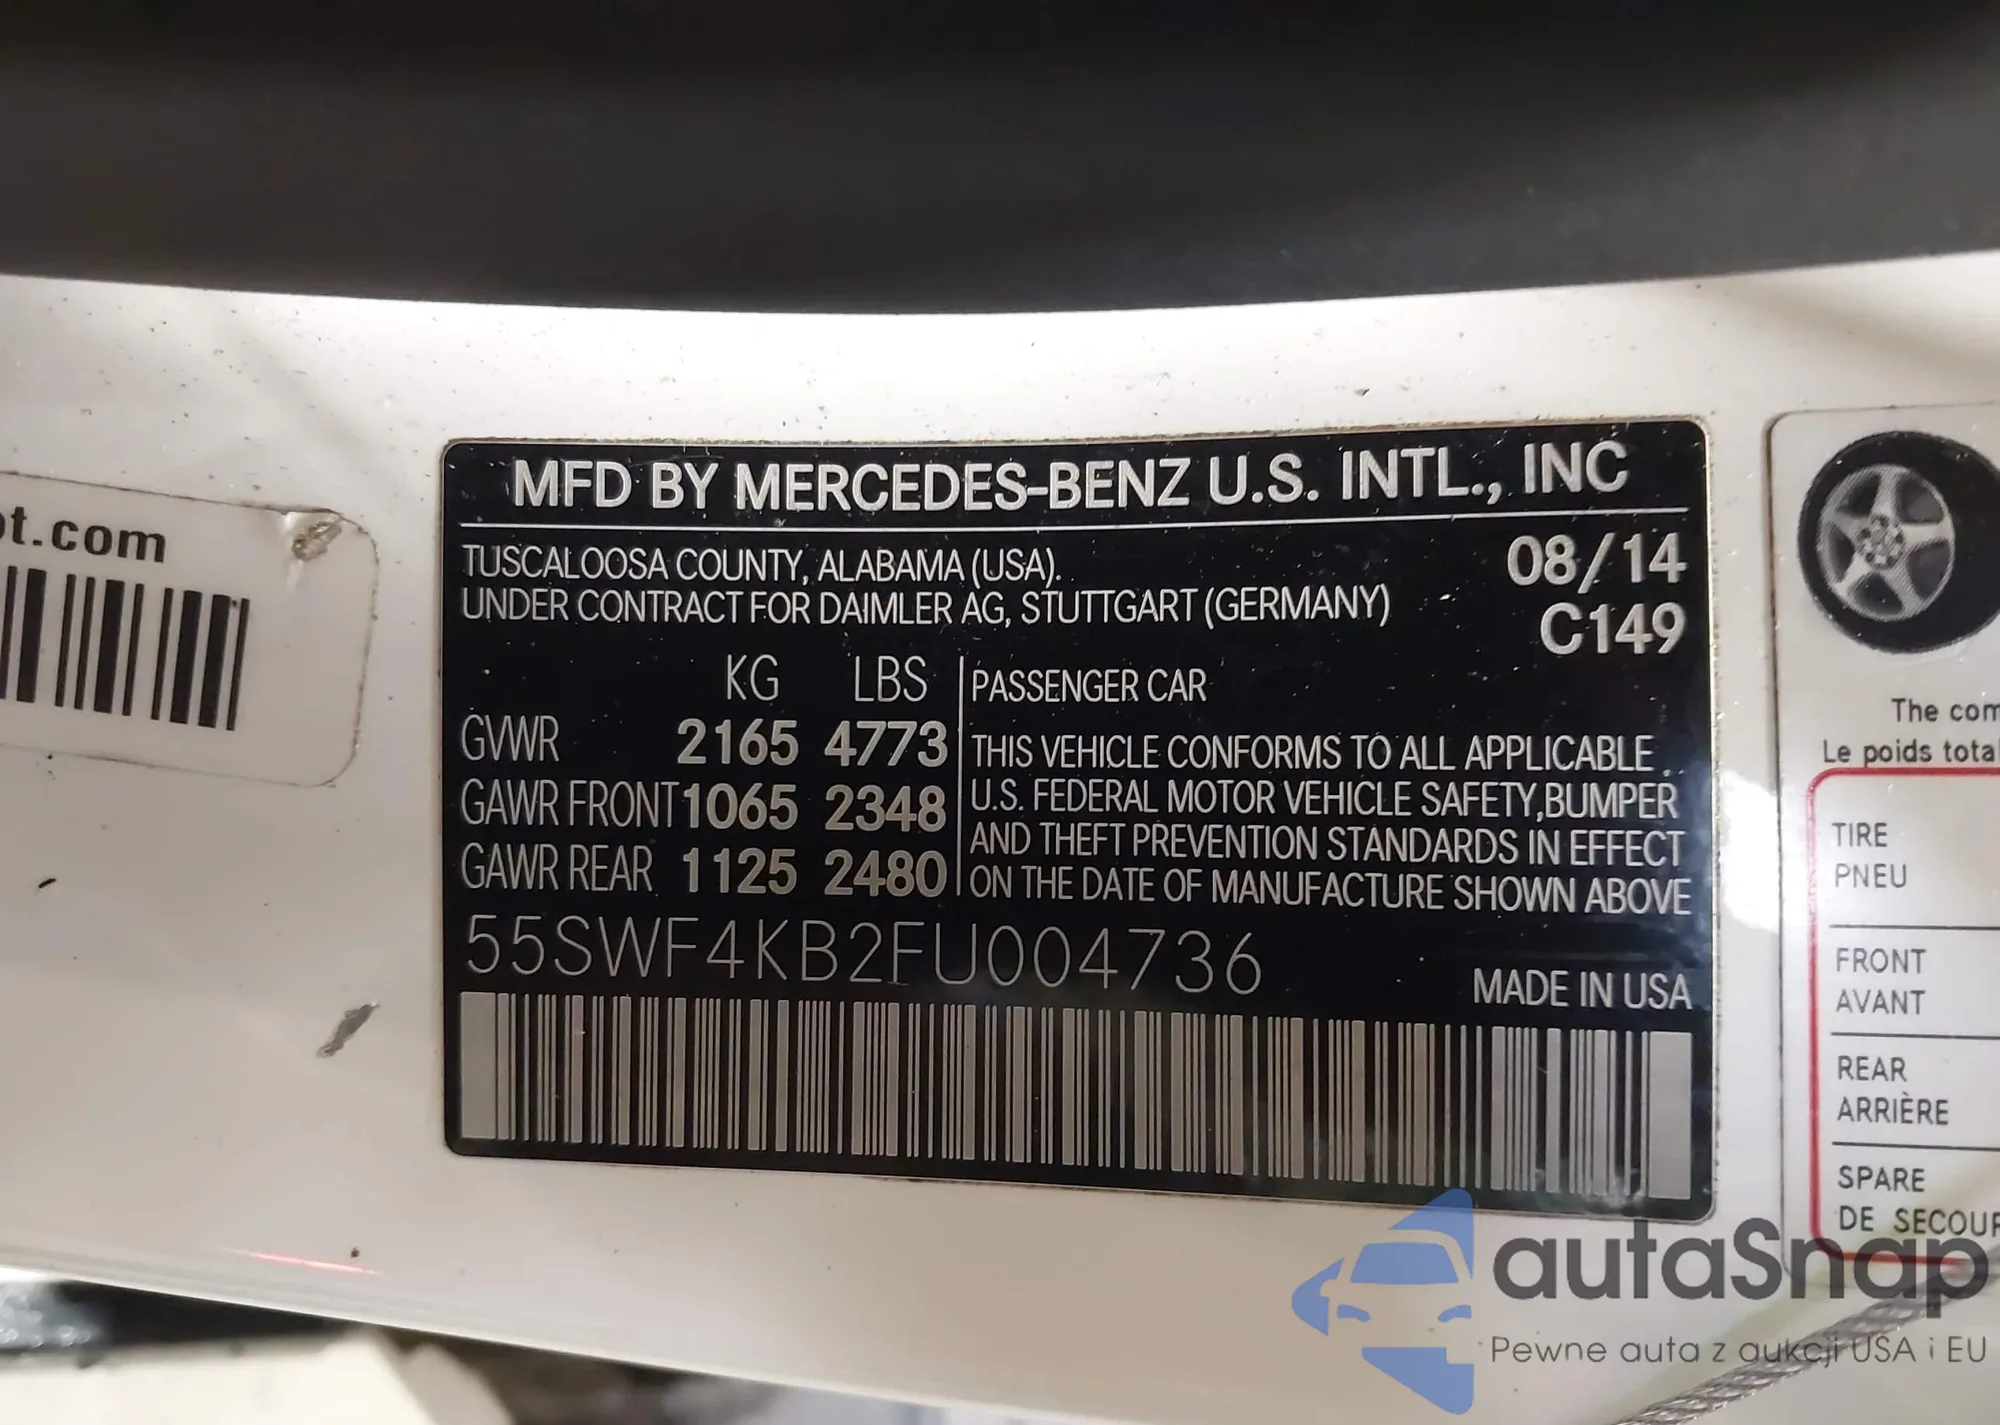 ot.com
MFD BY MERCEDES-BENZ U.S. INTL., INC
TUSCALOOSA COUNTY, ALABAMA (USA).
UNDER CONTRACT FOR DAIMLER AG, STUTTGART (GERMANY)
08/14
C149
KG LBS
GVWR 2165 4773
GAWR FRONT 1065 2348
GAWR REAR 1125 2480
PASSENGER CAR
THIS VEHICLE CONFORMS TO ALL APPLICABLE
U.S. FEDERAL MOTOR VEHICLE SAFETY, BUMPER
AND THEFT PREVENTION STANDARDS IN EFFECT
ON THE DATE OF MANUFACTURE SHOWN ABOVE
55SWF4KB2FU004736
MADE IN USA
The com
Le poids total
TIRE
PNEU
FRONT
AVANT
REAR
ARRIÈRE
SPARE
DE SECOUR
autaSnap
Pewne auta z aukcji USA i EU